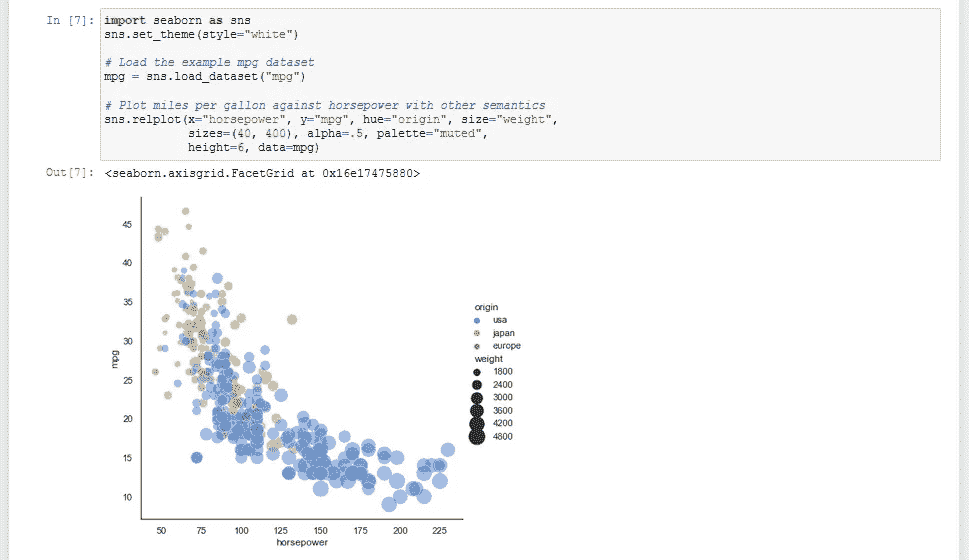 In [7]: import seaborn as sns
sns.set_theme(style="white")
# Load the example mpg dataset
mpg = sns.load_dataset("mpg")
# Plot miles per gallon against horsepower with other semantics
sns.relplot(x="horsepower", y="mpg", hue="origin", size="weight",
sizes=(40, 400), alpha=.5, palette="muted",
height=6, data=mpg)
Out[7]: <seaborn.axisgrid.FacetGrid at 0x16e17475880>
45
40
35
30
25
20
15
10
mpg
50 75 100 125 150 175 200 225
horsepower
origin
usa
japan
europe
weight
1800
2400
3000
3600
4200
4800